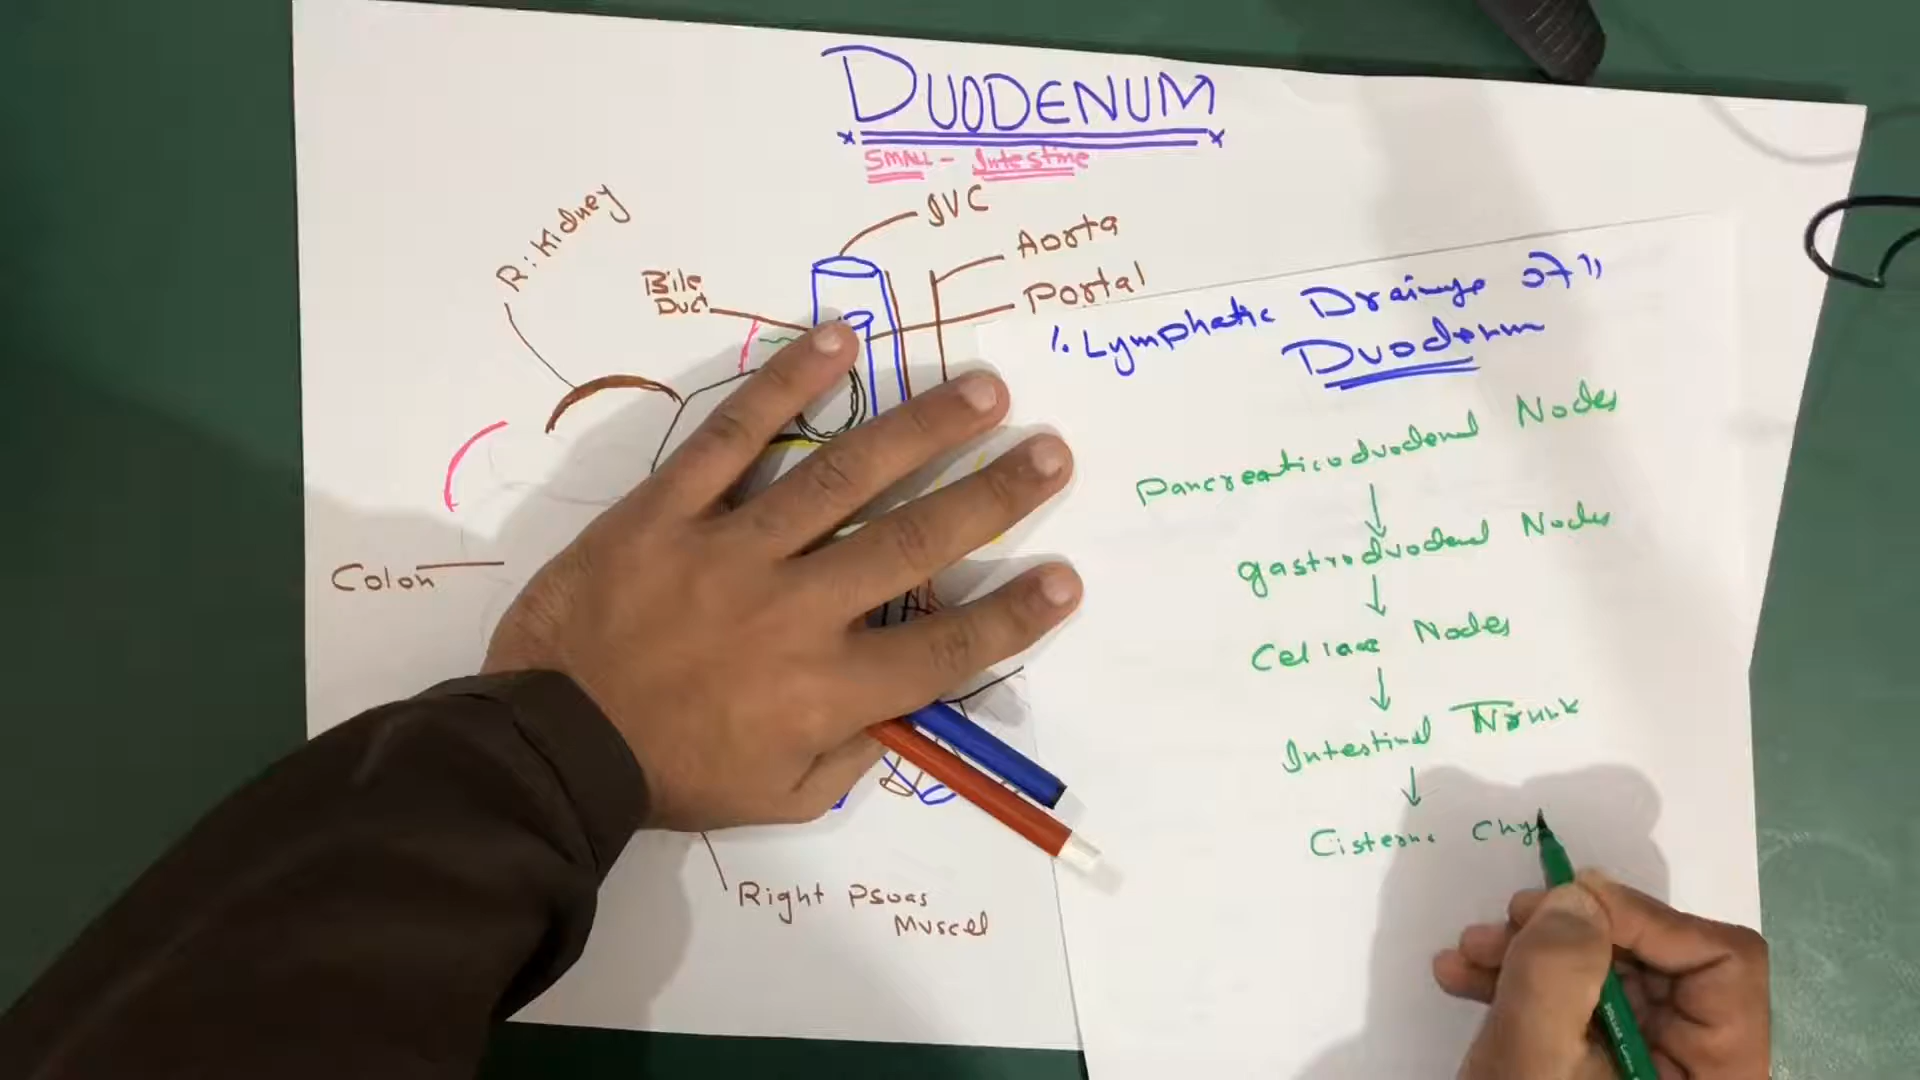 DUODENUM
SMALL - Intestine
IVC
R: Kidney
Aorta
Bile
Duct
Portal
Lymphatic Drainage of
Duodenum
Pancreaticoduodenal Nodes
gastroduodenal Nodes
Celiac Nodes
Colon
Intestinal Trunk
Cisterna Chy
Right Psoas
Muscel